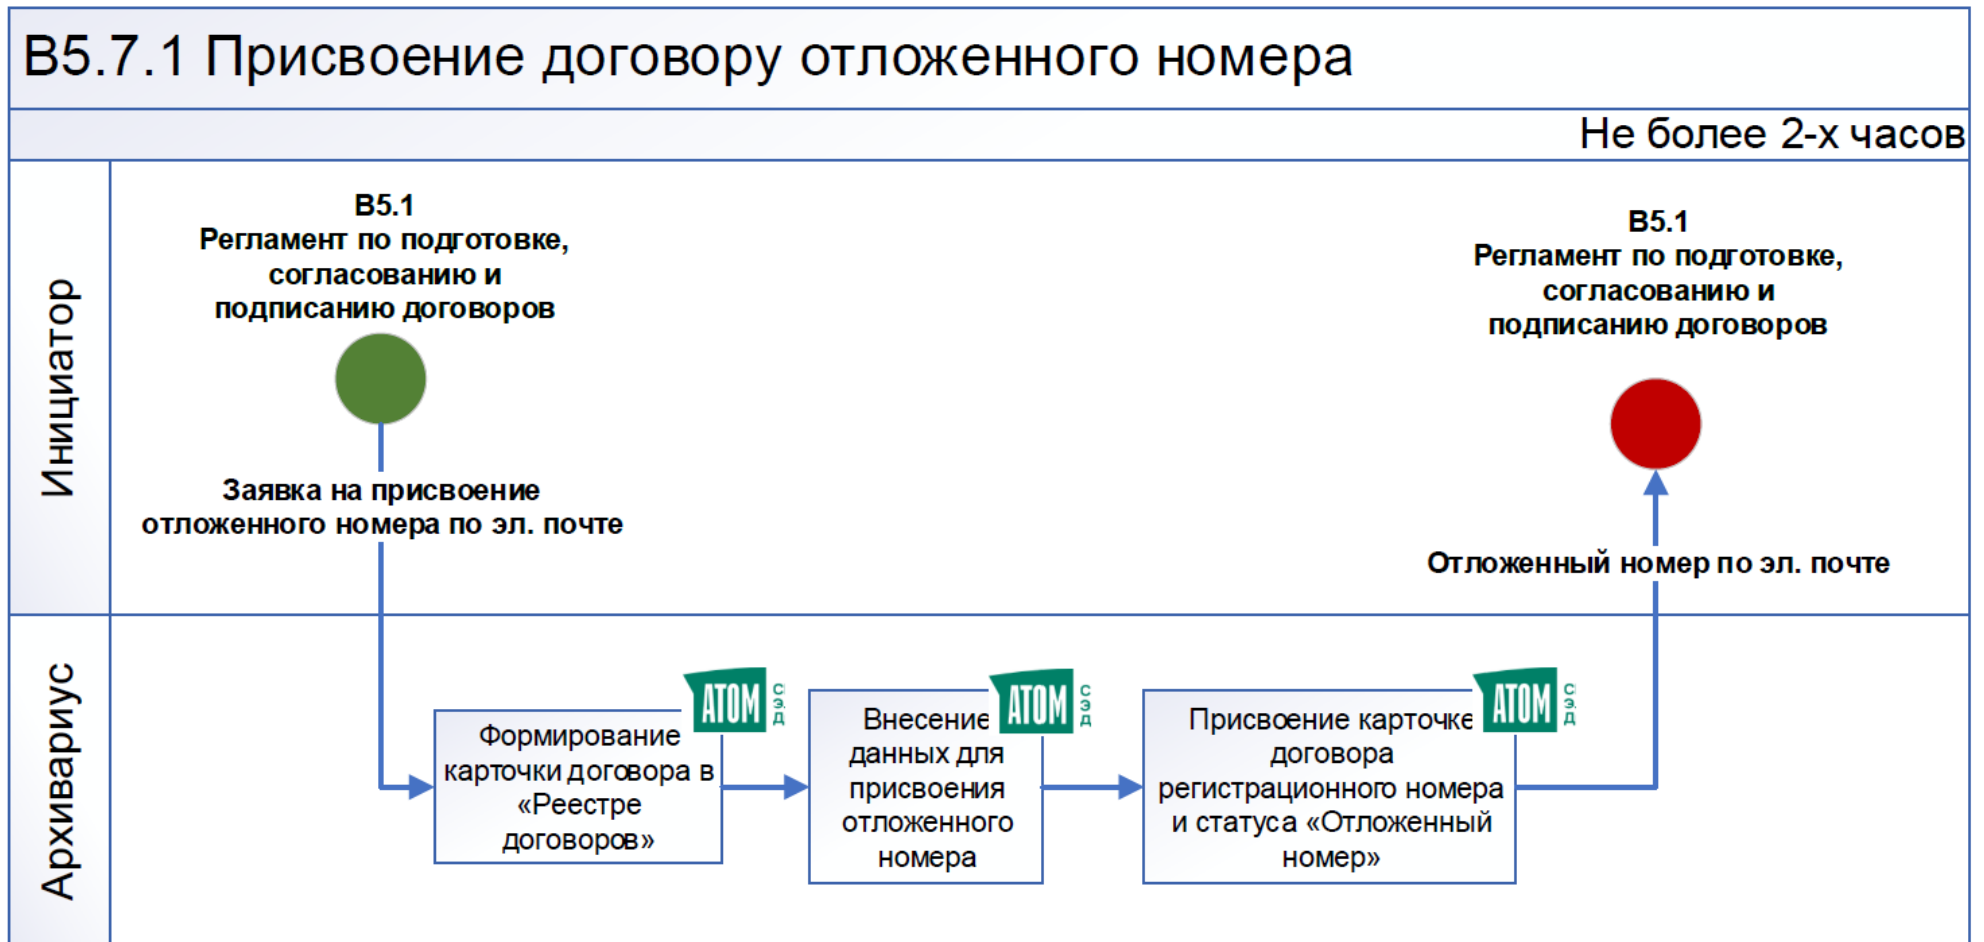 В5.7.1 Присвоение договору отложенного номера
Не более 2-х часов
Инициатор
В5.1
Регламент по подготовке,
согласованию и
подписанию договоров
Заявка на присвоение
отложенного номера по эл. почте
В5.1
Регламент по подготовке,
согласованию и
подписанию договоров
Отложенный номер по эл. почте
Архивариус
АТОМ
СЭД
Формирование
карточки договора в
«Реестре
договоров»
АТОМ
СЭД
Внесение
данных для
присвоения
отложенного
номера
АТОМ
СЭД
Присвоение карточке
договора
регистрационного номера
и статуса «Отложенный
номер»